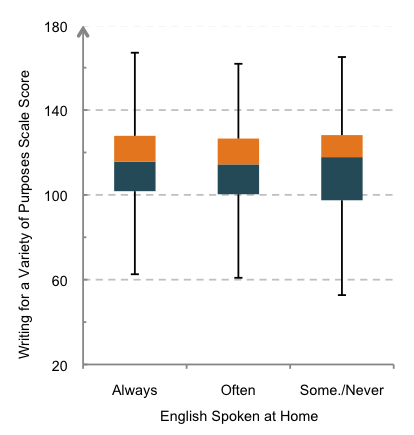 180
140
100
60
20
Writing for a Variety of Purposes Scale Score
Always Often Some./Never
English Spoken at Home